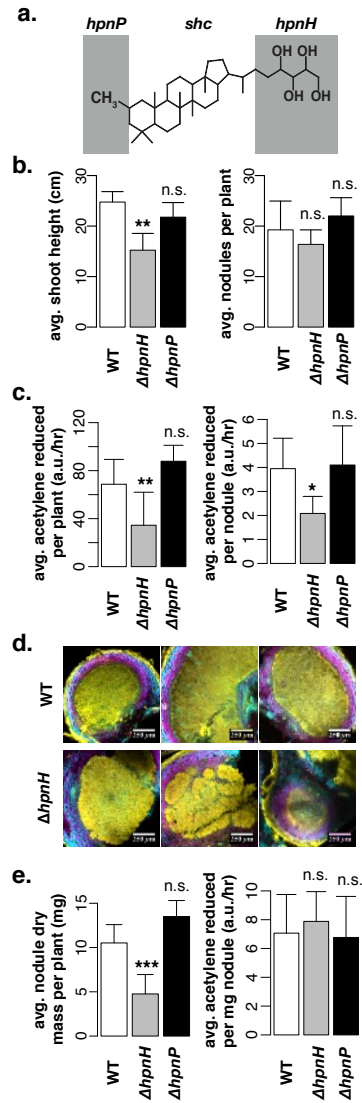 a.
hpnP shc hpnH
OH OH
CH3
OH OH
b.
avg. shoot height (cm)
30
20
10
0
**
n.s.
WT
ΔhpnH
ΔhpnP
avg. nodules per plant
30
20
10
0
n.s.
n.s.
WT
ΔhpnH
ΔhpnP
c.
avg. acetylene reduced
per plant (a.u./hr)
120
80
40
0
**
n.s.
WT
ΔhpnH
ΔhpnP
avg. acetylene reduced
per nodule (a.u./hr)
6
5
4
3
2
1
0
*
n.s.
WT
ΔhpnH
ΔhpnP
d.
WT
ΔhpnH
e.
avg. nodule dry
mass per plant (mg)
15
10
5
0
***
n.s.
WT
ΔhpnH
ΔhpnP
avg. acetylene reduced
per mg nodule (a.u./hr)
10
8
6
4
2
0
n.s.
n.s.
WT
ΔhpnH
ΔhpnP